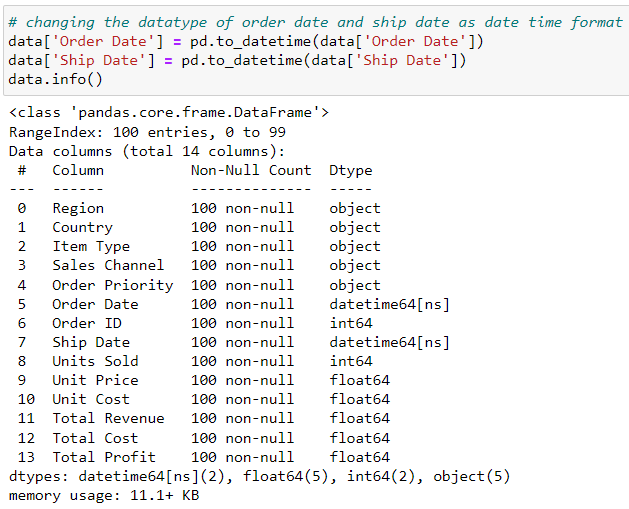 # changing the datatype of order date and ship date as date time format
data['Order Date'] = pd.to_datetime(data['Order Date'])
data['Ship Date'] = pd.to_datetime(data['Ship Date'])
data.info()
<class 'pandas.core.frame.DataFrame'>
RangeIndex: 100 entries, 0 to 99
Data columns (total 14 columns):
 #   Column          Non-Null Count  Dtype
---  ------          --------------  -----
 0   Region          100 non-null    object
 1   Country         100 non-null    object
 2   Item Type       100 non-null    object
 3   Sales Channel   100 non-null    object
 4   Order Priority  100 non-null    object
 5   Order Date      100 non-null    datetime64[ns]
 6   Order ID        100 non-null    int64
 7   Ship Date       100 non-null    datetime64[ns]
 8   Units Sold      100 non-null    int64
 9   Unit Price      100 non-null    float64
 10  Unit Cost       100 non-null    float64
 11  Total Revenue   100 non-null    float64
 12  Total Cost      100 non-null    float64
 13  Total Profit    100 non-null    float64
dtypes: datetime64[ns](2), float64(5), int64(2), object(5)
memory usage: 11.1+ KB